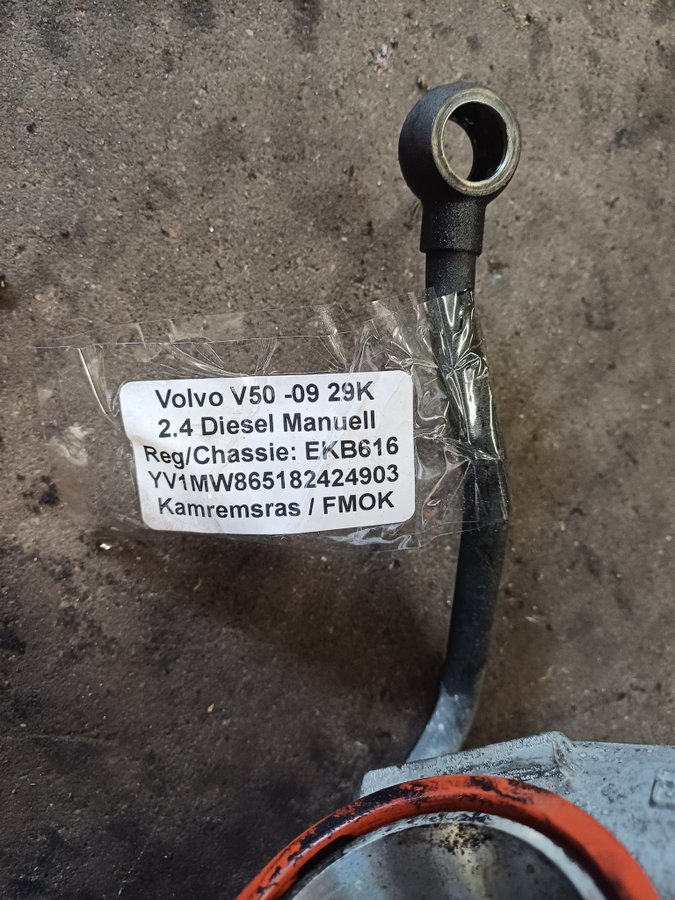 Volvo V50 -09 29K
2.4 Diesel Manuell
Reg/Chassie: EKB616
YV1MW865182424903
Kamremsras / FMOK